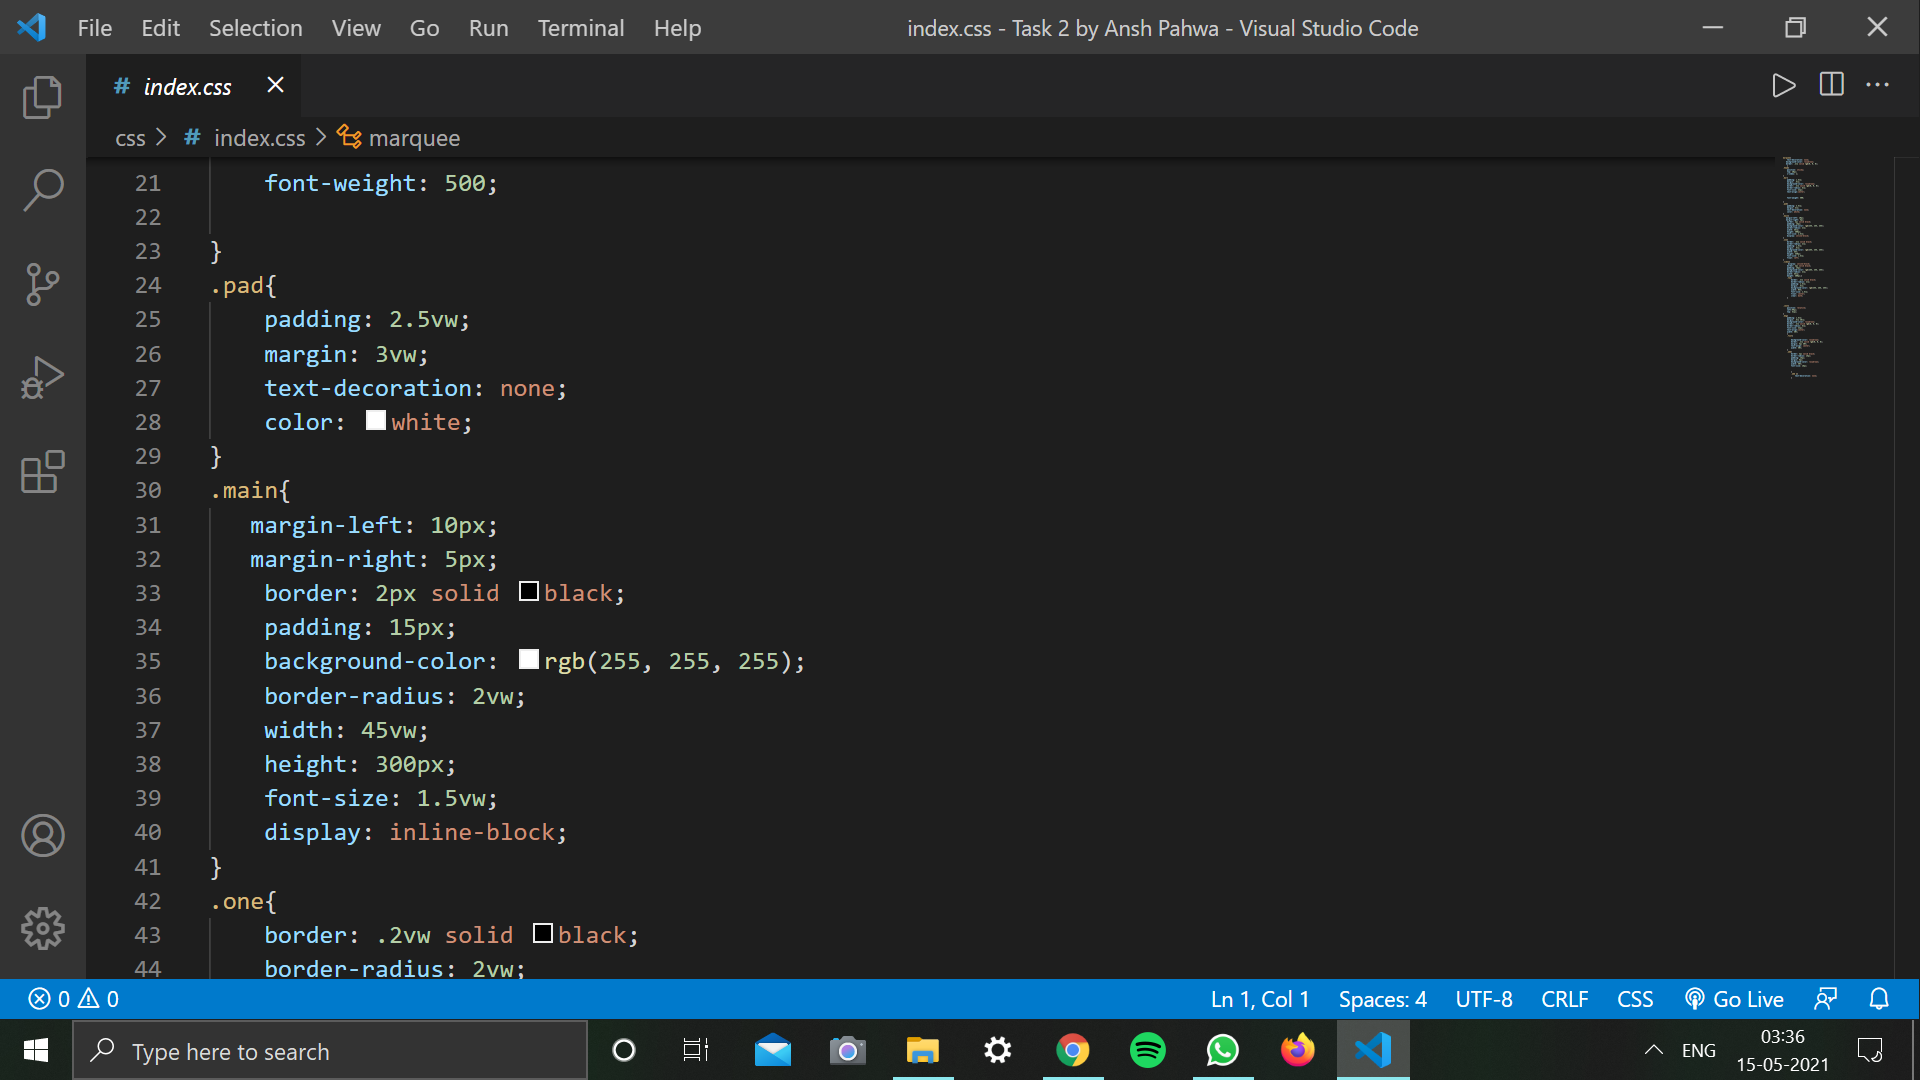 File Edit Selection View Go Run Terminal Help index.css - Task 2 by Ansh Pahwa - Visual Studio Code
# index.css
css > # index.css > marquee
21 font-weight: 500;
22
23 }
24 .pad{
25 padding: 2.5vw;
26 margin: 3vw;
27 text-decoration: none;
28 color: white;
29 }
30 .main{
31 margin-left: 10px;
32 margin-right: 5px;
33 border: 2px solid black;
34 padding: 15px;
35 background-color: rgb(255, 255, 255);
36 border-radius: 2vw;
37 width: 45vw;
38 height: 300px;
39 font-size: 1.5vw;
40 display: inline-block;
41 }
42 .one{
43 border: .2vw solid black;
44 border-radius: 2vw;
0 0 Ln 1, Col 1 Spaces: 4 UTF-8 CRLF CSS Go Live
Type here to search ENG 03:36
15-05-2021